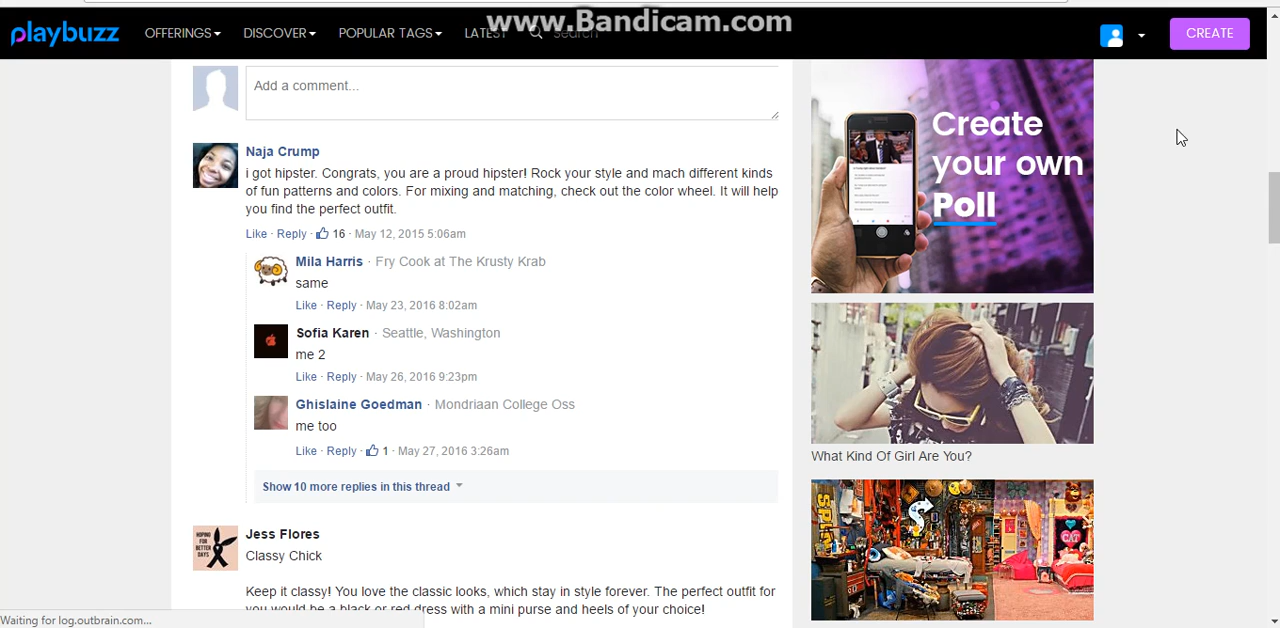 www.Bandicam.com
playbuzz OFFERINGS DISCOVER POPULAR TAGS LATEST Search CREATE
Add a comment...
Naja Crump
i got hipster. Congrats, you are a proud hipster! Rock your style and mach different kinds
of fun patterns and colors. For mixing and matching, check out the color wheel. It will help
you find the perfect outfit.
Like · Reply · 16 · May 12, 2015 5:06am
Mila Harris · Fry Cook at The Krusty Krab
same
Like · Reply · May 23, 2016 8:02am
Sofia Karen · Seattle, Washington
me 2
Like · Reply · May 26, 2016 9:23pm
Ghislaine Goedman · Mondriaan College Oss
me too
Like · Reply · 1 · May 27, 2016 3:26am
Show 10 more replies in this thread
HOPING FOR BETTER DAYS
Jess Flores
Classy Chick
Keep it classy! You love the classic looks, which stay in style forever. The perfect outfit for
you would be a black or red dress with a mini purse and heels of your choice!
Waiting for log.outbrain.com...
Create
your own
Poll
What Kind Of Girl Are You?
CAT